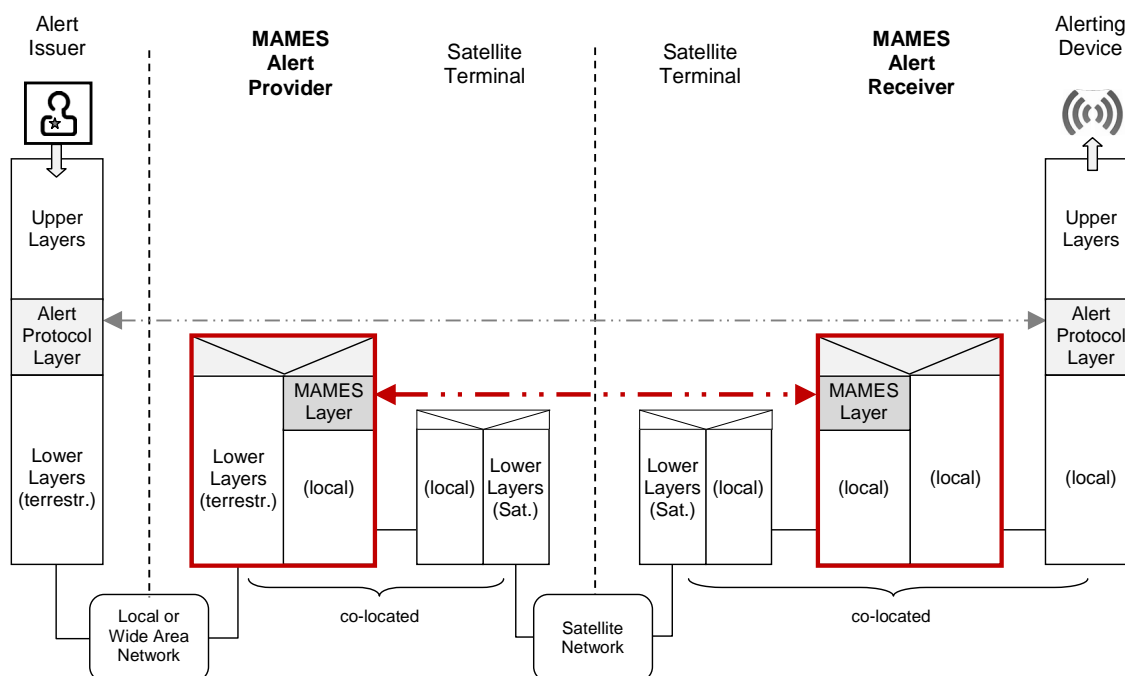 Alert
Issuer
MAMES
Alert
Provider
Satellite
Terminal
Satellite
Terminal
MAMES
Alert
Receiver
Alerting
Device
Upper
Layers
Alert
Protocol
Layer
Lower
Layers
(terrestr.)
Lower
Layers
(terrestr.)
MAMES
Layer
(local)
(local)
Lower
Layers
(Sat.)
Lower
Layers
(Sat.)
(local)
MAMES
Layer
(local)
(local)
Upper
Layers
Alert
Protocol
Layer
(local)
Local or
Wide Area
Network
co-located
Satellite
Network
co-located